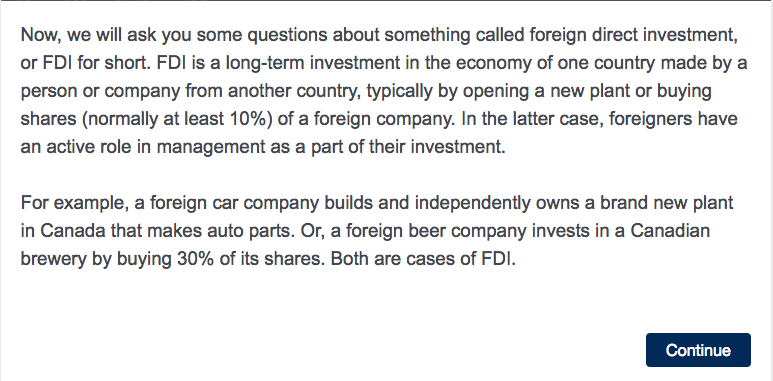 Now, we will ask you some questions about something called foreign direct investment,
or FDI for short. FDI is a long-term investment in the economy of one country made by a
person or company from another country, typically by opening a new plant or buying
shares (normally at least 10%) of a foreign company. In the latter case, foreigners have
an active role in management as a part of their investment.
For example, a foreign car company builds and independently owns a brand new plant
in Canada that makes auto parts. Or, a foreign beer company invests in a Canadian
brewery by buying 30% of its shares. Both are cases of FDI.
Continue